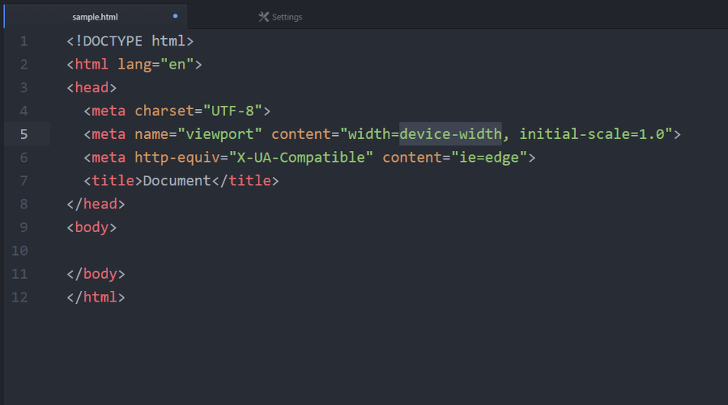 sample.html Settings
1 <!DOCTYPE html>
2 <html lang="en">
3 <head>
4 <meta charset="UTF-8">
5 <meta name="viewport" content="width=device-width, initial-scale=1.0">
6 <meta http-equiv="X-UA-Compatible" content="ie=edge">
7 <title>Document</title>
8 </head>
9 <body>
10
11 </body>
12 </html>